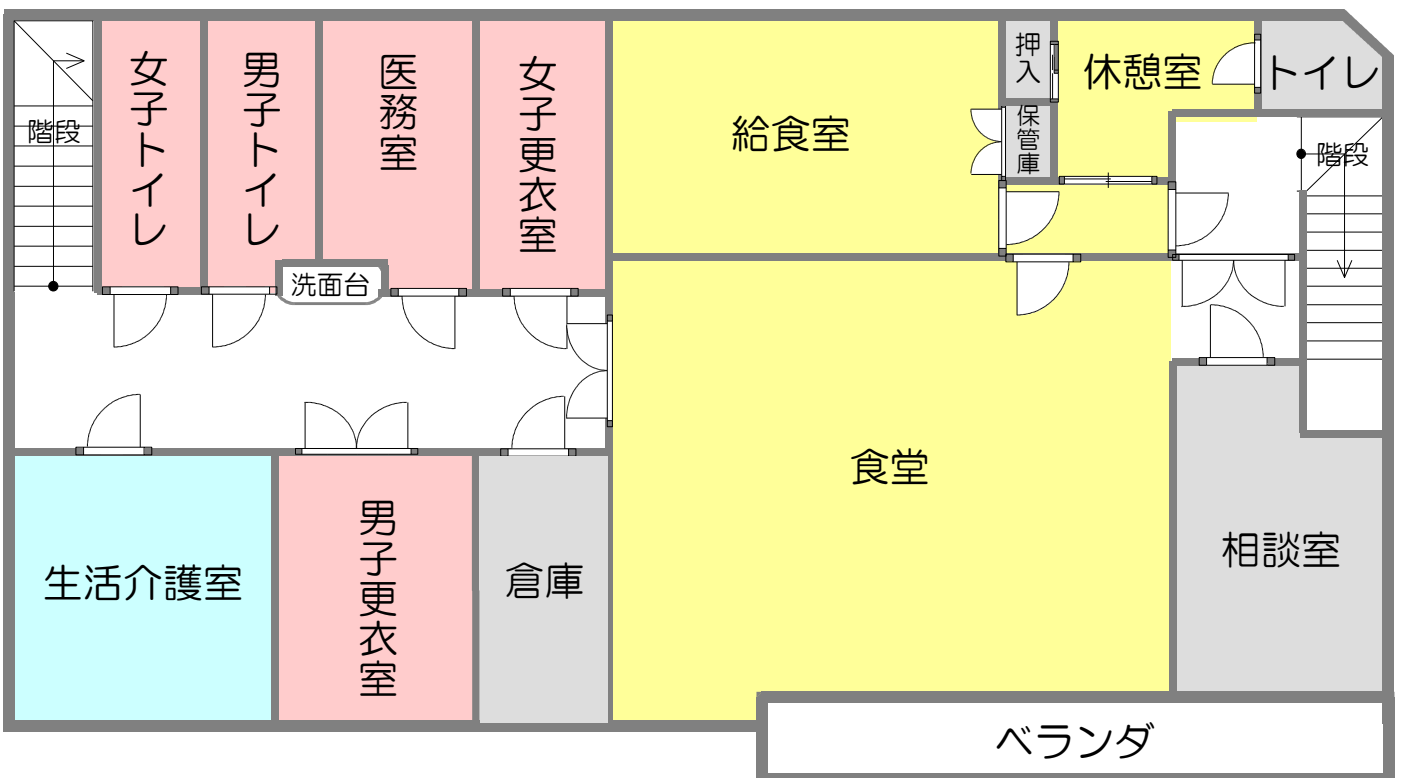 階段
女子トイレ
男子トイレ
医務室
女子更衣室
洗面台
給食室
押入
保管庫
休憩室
トイレ
階段
生活介護室
男子更衣室
倉庫
食堂
相談室
ベランダ